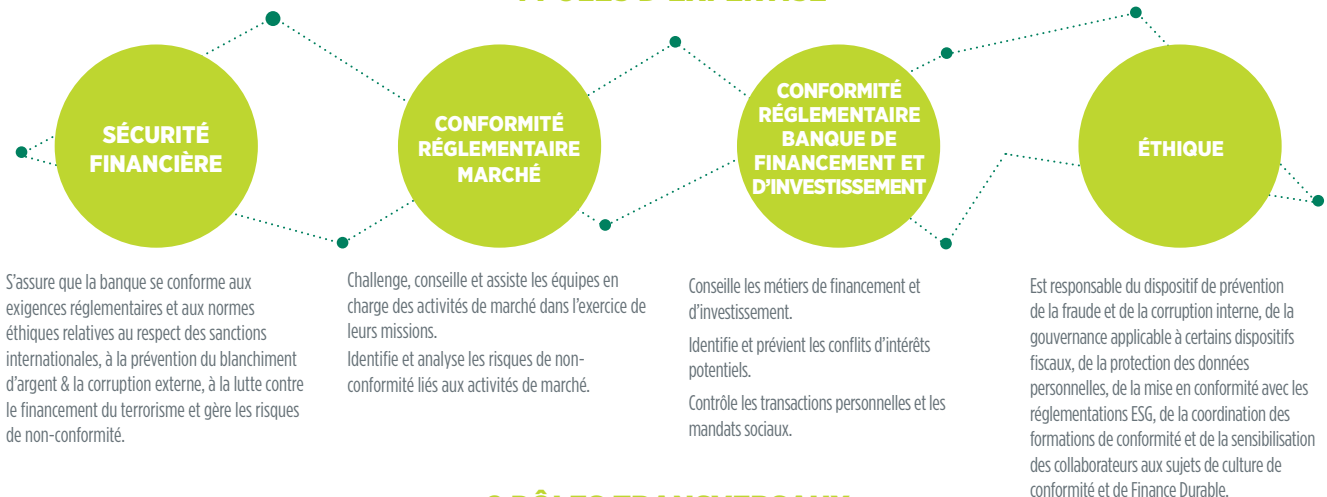 SÉCURITÉ
FINANCIÈRE
CONFORMITÉ
RÉGLEMENTAIRE
MARCHÉ
CONFORMITÉ
RÉGLEMENTAIRE
BANQUE DE
FINANCEMENT ET
D'INVESTISSEMENT
ÉTHIQUE
S'assure que la banque se conforme aux
exigences réglementaires et aux normes
éthiques relatives au respect des sanctions
internationales, à la prévention du blanchiment
d'argent & la corruption externe, à la lutte contre
le financement du terrorisme et gère les risques
de non-conformité.
Challenge, conseille et assiste les équipes en
charge des activités de marché dans l'exercice de
leurs missions.
Identifie et analyse les risques de non-
conformité liés aux activités de marché.
Conseille les métiers de financement et
d'investissement.
Identifie et prévient les conflits d'intérêts
potentiels.
Contrôle les transactions personnelles et les
mandats sociaux.
Est responsable du dispositif de prévention
de la fraude et de la corruption interne, de la
gouvernance applicable à certains dispositifs
fiscaux, de la protection des données
personnelles, de la mise en conformité avec les
réglementations ESG, de la coordination des
formations de conformité et de la sensibilisation
des collaborateurs aux sujets de culture de
conformité et de Finance Durable.